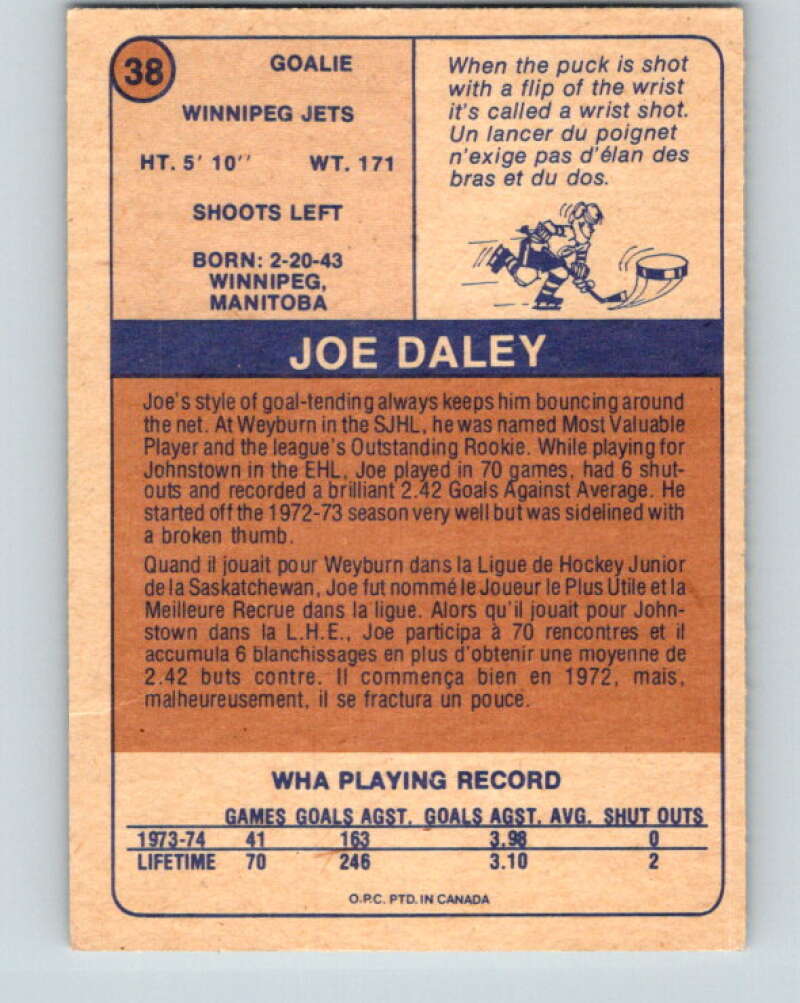 38
GOALIE
WINNIPEG JETS
HT. 5' 10'' WT. 171
SHOOTS LEFT
BORN: 2-20-43
WINNIPEG,
MANITOBA
When the puck is shot
with a flip of the wrist
it's called a wrist shot.
Un lancer du poignet
n'exige pas d'élan des
bras et du dos.
JOE DALEY
Joe's style of goal-tending always keeps him bouncing around
the net. At Weyburn in the SJHL, he was named Most Valuable
Player and the league's Outstanding Rookie. While playing for
Johnstown in the EHL, Joe played in 70 games, had 6 shut-
outs and recorded a brilliant 2.42 Goals Against Average. He
started off the 1972-73 season very well but was sidelined with
a broken thumb.
Quand il jouait pour Weyburn dans la Ligue de Hockey Junior
de la Saskatchewan, Joe fut nommé le Joueur le Plus Utile et la
Meilleure Recrue dans la ligue. Alors qu'il jouait pour John-
stown dans la L.H.E., Joe participa à 70 rencontres et il
accumula 6 blanchissages en plus d'obtenir une moyenne de
2.42 buts contre. Il commença bien en 1972, mais,
malheureusement, il se fractura un pouce.
WHA PLAYING RECORD
GAMES GOALS AGST. GOALS AGST. AVG. SHUT OUTS
1973-74 41 163 3.98 0
LIFETIME 70 246 3.10 2
O.P.C. PTD. IN CANADA